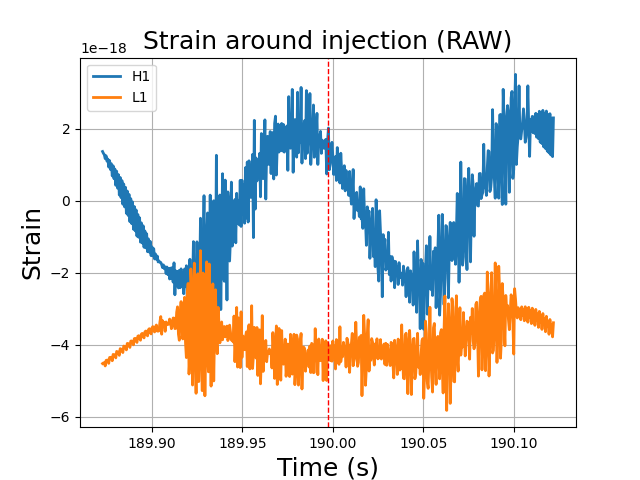 Strain around injection (RAW)
1e−18
H1
L1
2
0
−2
−4
−6
Strain
189.90 189.95 190.00 190.05 190.10
Time (s)